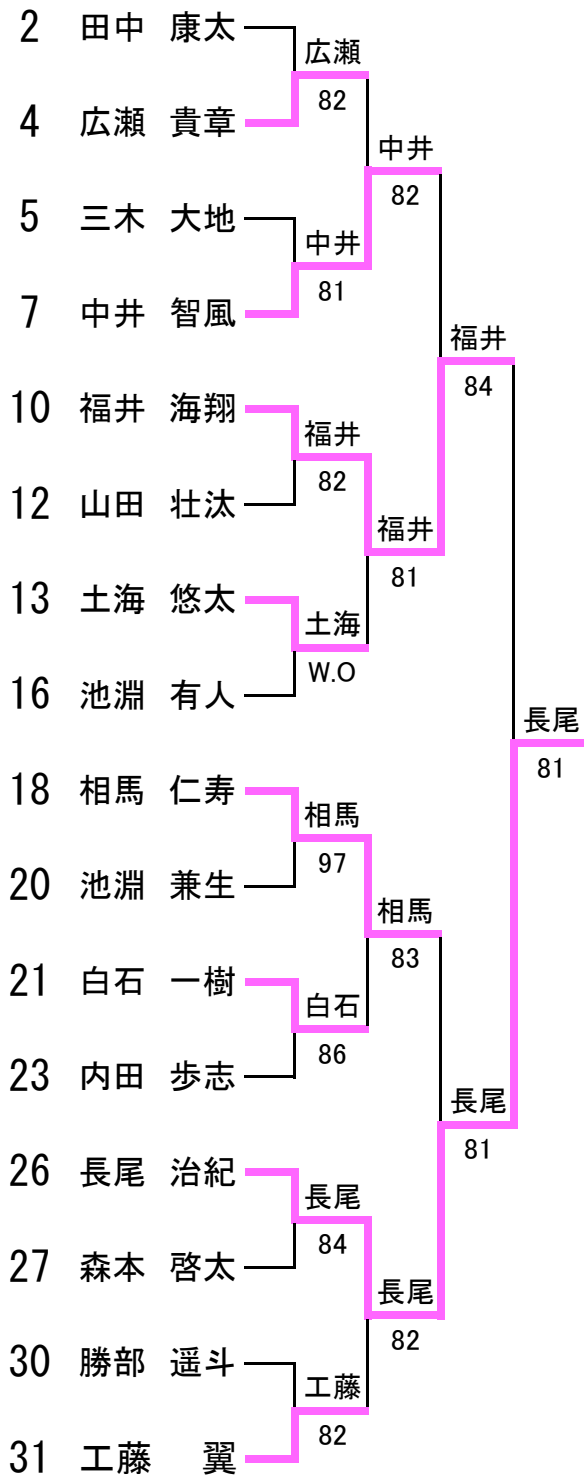 2 田中 康太
広瀬
82
4 広瀬 貴章
中井
82
5 三木 大地
中井
81
7 中井 智風
福井
84
10 福井 海翔
福井
82
12 山田 壮汰
福井
81
13 土海 悠太
土海
W.O
16 池淵 有人
長尾
81
18 相馬 仁寿
相馬
97
20 池淵 兼生
相馬
83
21 白石 一樹
白石
86
23 内田 歩志
長尾
81
26 長尾 治紀
長尾
84
27 森本 啓太
長尾
82
30 勝部 遥斗
工藤
82
31 工藤 翼